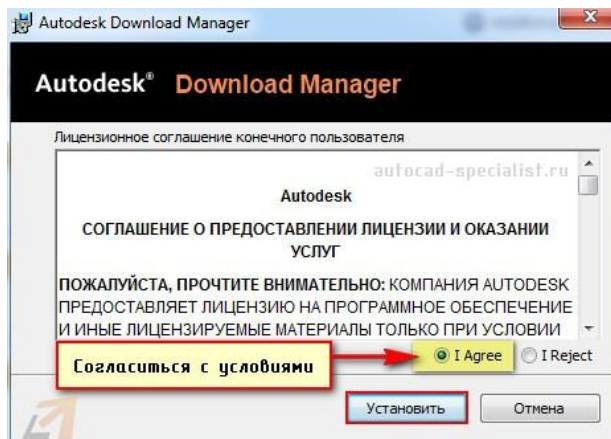 Autodesk Download Manager
Autodesk® Download Manager
Лицензионное соглашение конечного пользователя
autocad-specialist.ru
Autodesk
СОГЛАШЕНИЕ О ПРЕДОСТАВЛЕНИИ ЛИЦЕНЗИИ И ОКАЗАНИИ
УСЛУГ
ПОЖАЛУЙСТА, ПРОЧТИТЕ ВНИМАТЕЛЬНО: КОМПАНИЯ AUTODESK
ПРЕДОСТАВЛЯЕТ ЛИЦЕНЗИЮ НА ПРОГРАММНОЕ ОБЕСПЕЧЕНИЕ
И ИНЫЕ ЛИЦЕНЗИРУЕМЫЕ МАТЕРИАЛЫ ТОЛЬКО ПРИ УСЛОВИИ
Согласиться с условиями
I Agree I Reject
Установить Отмена